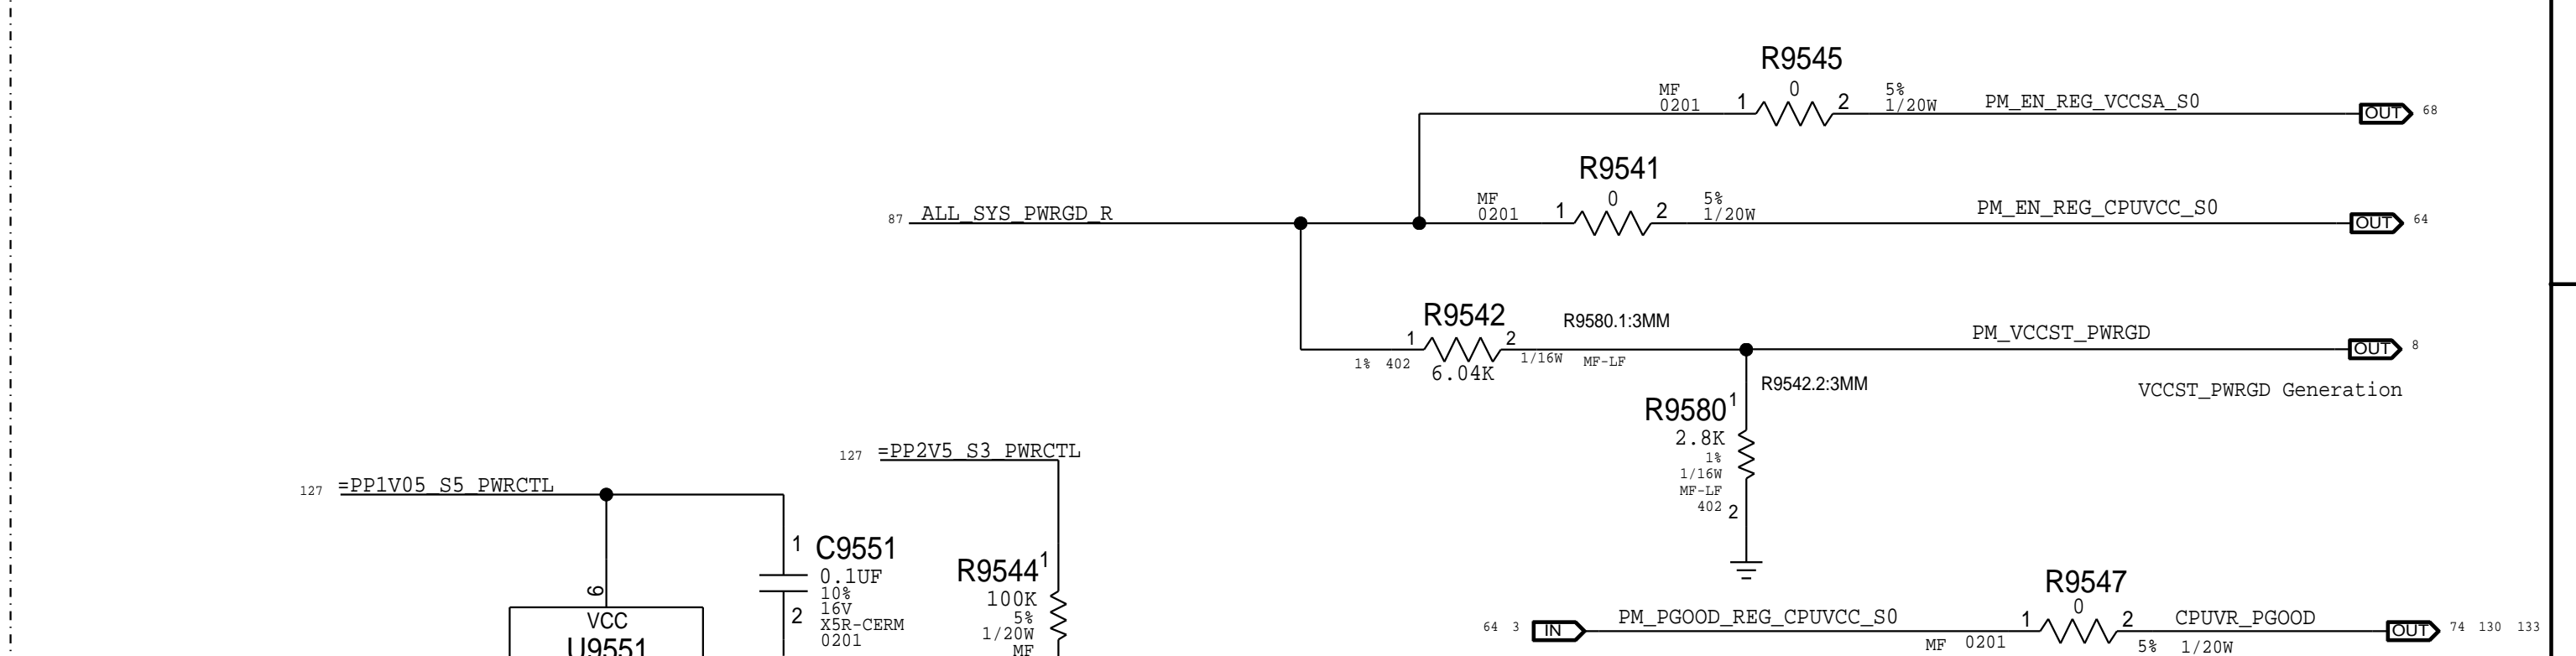 R9545
0
MF
0201
1
2
5%
1/20W
PM_EN_REG_VCCSA_S0
OUT
68
R9541
0
MF
0201
1
2
5%
1/20W
PM_EN_REG_CPUVCC_S0
OUT
64
87
ALL_SYS_PWRGD_R
R9542
1
2
1% 402
6.04K
1/16W
MF-LF
R9580.1:3MM
PM_VCCST_PWRGD
OUT
8
R9542.2:3MM
VCCST_PWRGD Generation
R9580
1
2.8K
1%
1/16W
MF-LF
402
2
127
=PP2V5_S3_PWRCTL
127
=PP1V05_S5_PWRCTL
1
C9551
0.1UF
10%
16V
X5R-CERM
0201
2
R9544
1
100K
5%
1/20W
MF
6
VCC
U9551
64 3
IN
PM_PGOOD_REG_CPUVCC_S0
R9547
0
1
2
MF 0201
5% 1/20W
CPUVR_PGOOD
OUT
74 130 133